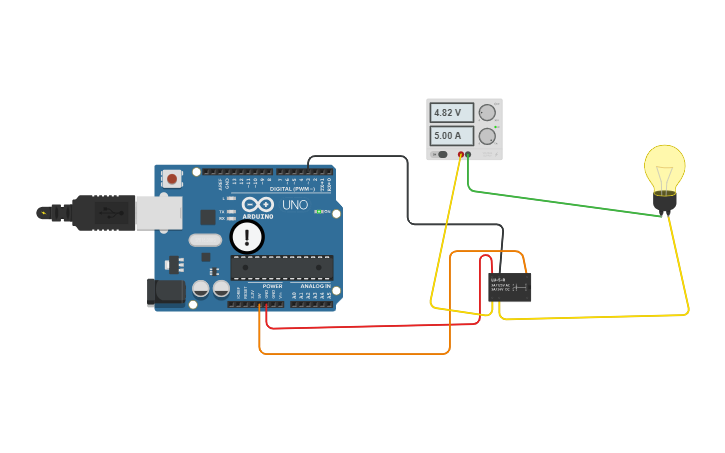 4.82 V
5.00 A
AREF
GND
13
12
~11
~10
~9
8
7
~6
~5
4
~3
2
TX→1
RX←0
DIGITAL (PWM~)
L
TX
RX
UNO
ON
ARDUINO
!
LU-5-R
POWER
ANALOG IN
IOREF
RESET
3.3V
5V
GND
GND
Vin
A0
A1
A2
A3
A4
A5